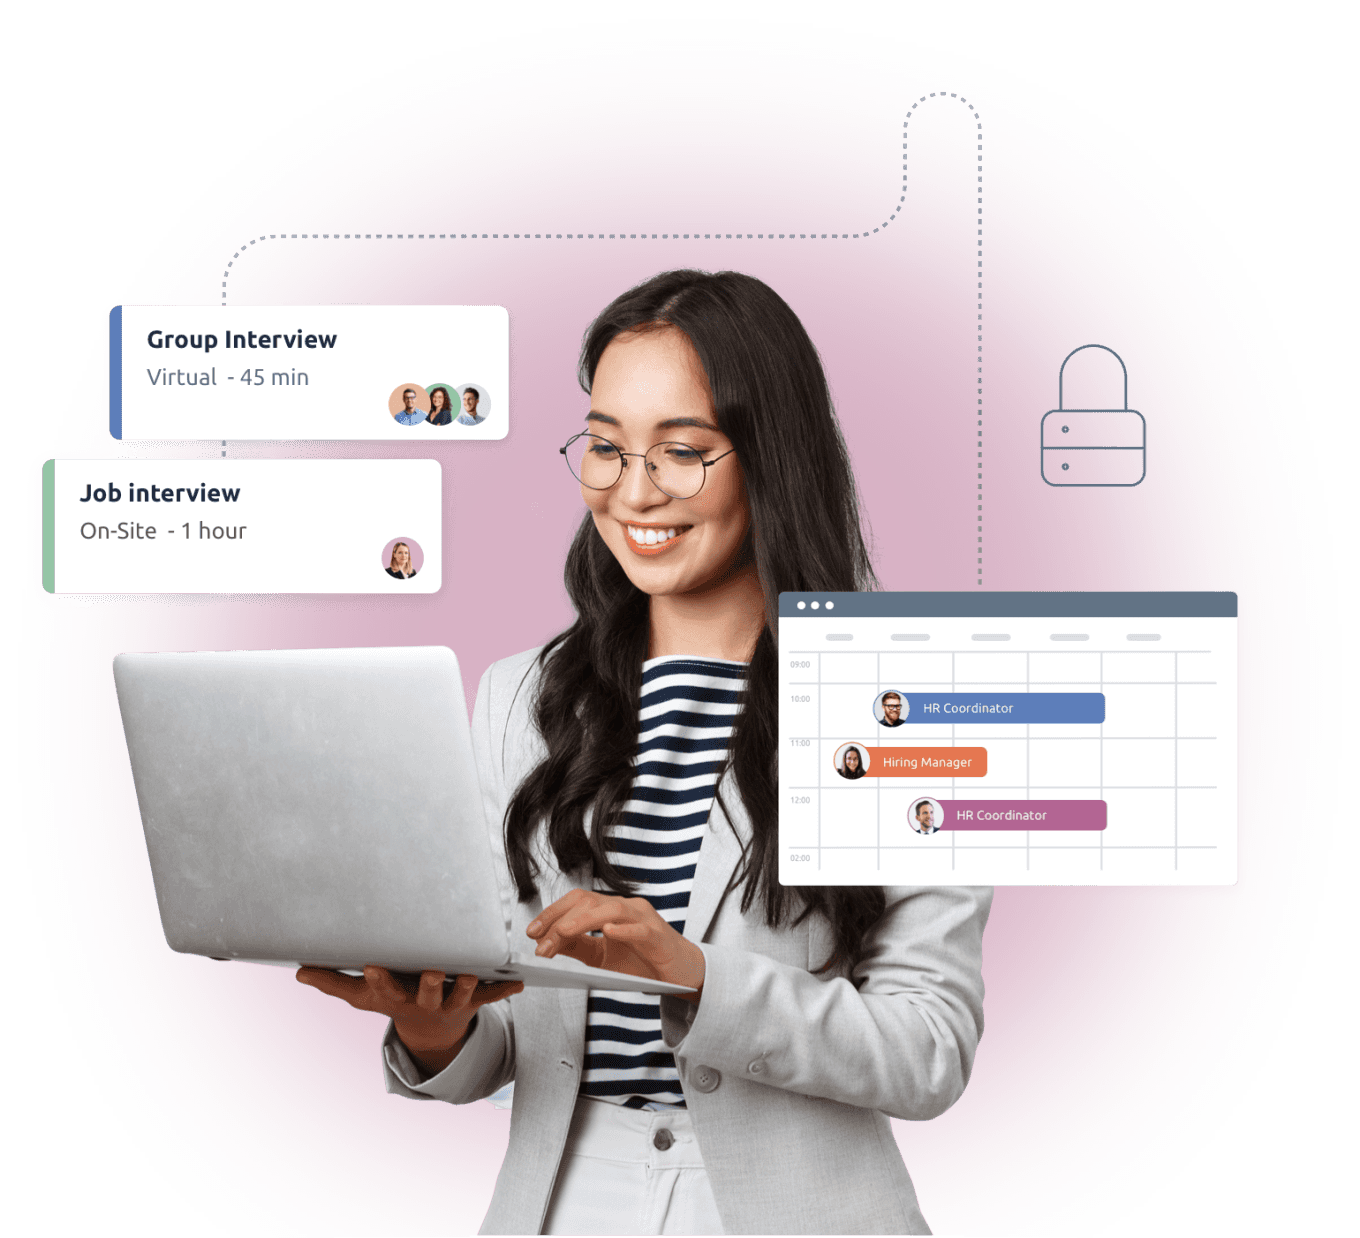 Group Interview
Virtual - 45 min
Job interview
On-Site - 1 hour
09:00
10:00
HR Coordinator
11:00
Hiring Manager
12:00
HR Coordinator
02:00